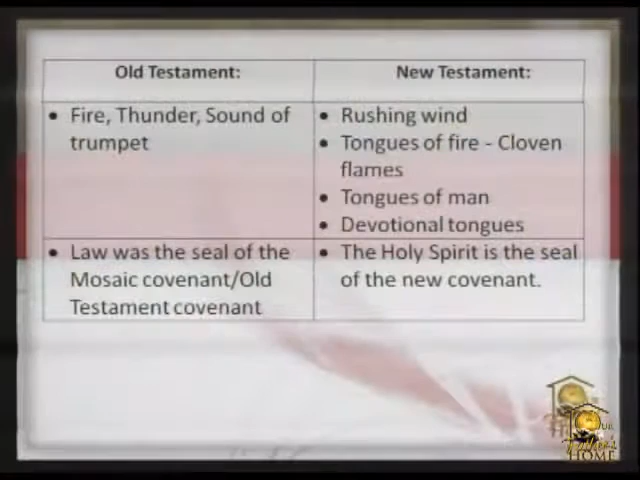 Old Testament:
New Testament:
• Fire, Thunder, Sound of
trumpet
• Rushing wind
• Tongues of fire - Cloven
flames
• Tongues of man
• Devotional tongues
• Law was the seal of the
Mosaic covenant/Old
Testament covenant
• The Holy Spirit is the seal
of the new covenant.
OUR
Father's
HOME